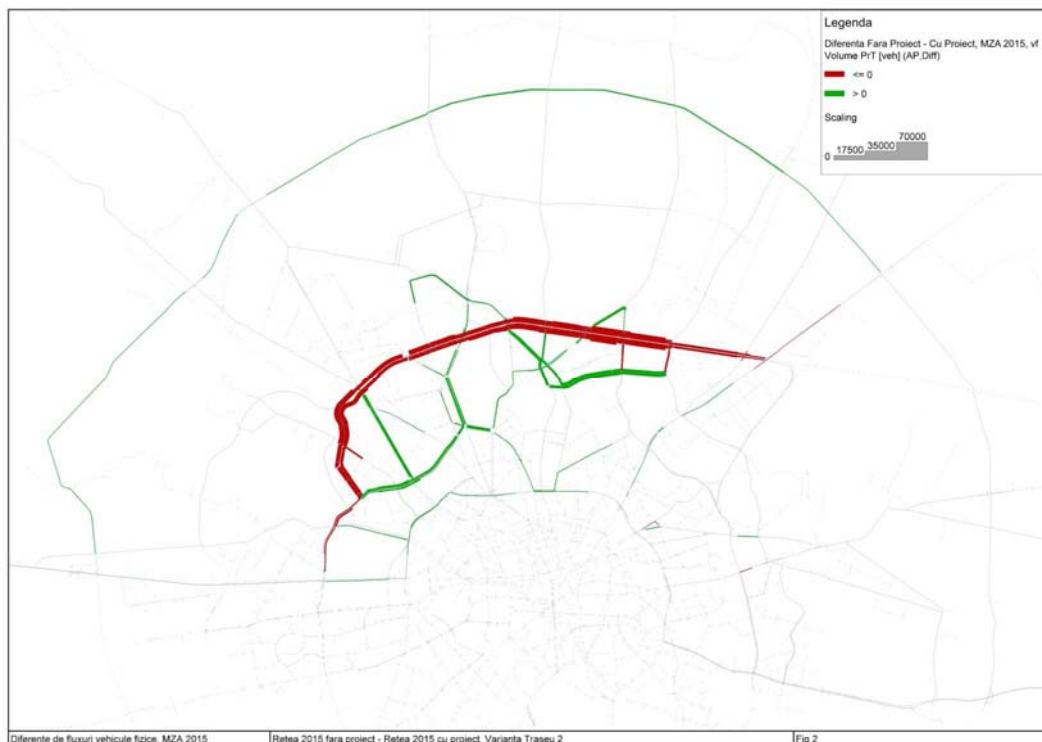 Legenda
Diferenta Fara Proiect - Cu Proiect, MZA 2015, vf
Volume PrT [veh] (AP,Diff)
<= 0
> 0
Scaling
0 17500 35000 70000
Diferente de fluxuri vehicule fizice, MZA 2015
Retea 2015 fara proiect - Retea 2015 cu proiect, Varianta Traseu 2
Fig 2